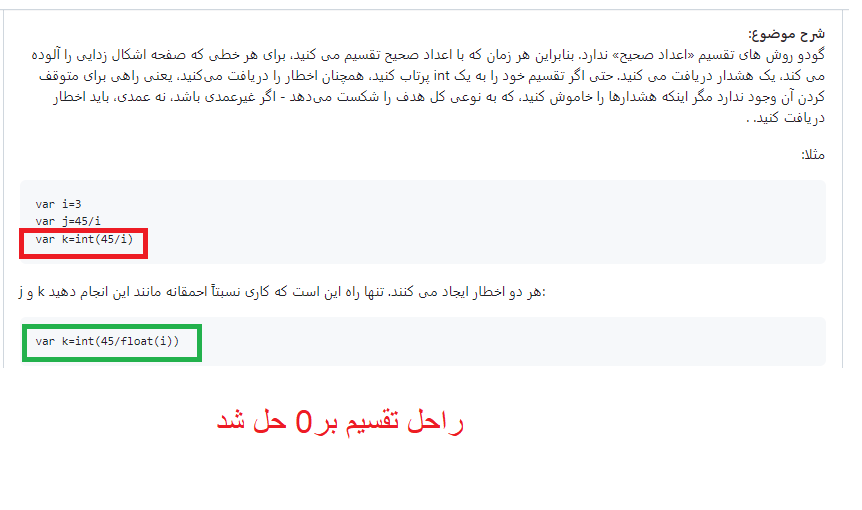 شرح موضوع:
گودو روش های تقسیم «اعداد صحیح» ندارد. بنابراین هر زمان که با اعداد صحیح تقسیم می کنید، برای هر خطی که صفحه اشکال زدایی را آلوده
می کند، یک هشدار دریافت می کنید. حتی اگر تقسیم خود را به یک int پرتاب کنید، همچنان اخطار را دریافت می‌کنید، یعنی راهی برای متوقف
کردن آن وجود ندارد مگر اینکه هشدارها را خاموش کنید، که به نوعی کل هدف را شکست می‌دهد - اگر غیرعمدی باشد، نه عمدی، باید اخطار
دریافت کنید. .
مثلا:
var i=3
var j=45/i
var k=int(45/i)
j و k هر دو اخطار ایجاد می کنند. تنها راه این است که کاری نسبتاً احمقانه مانند این انجام دهید:
var k=int(45/float(i))
راحل تقسیم بر0 حل شد